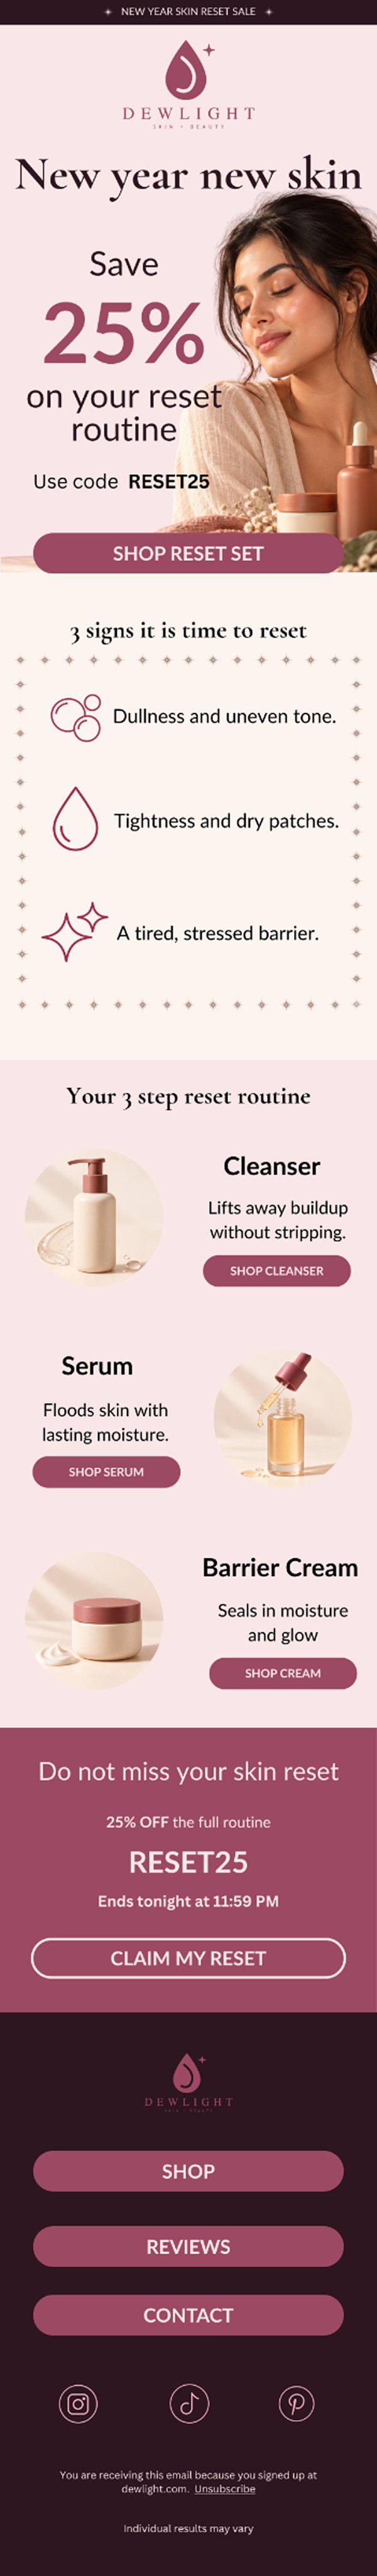 NEW YEAR SKIN RESET SALE
DEWLIGHT
SKIN + BEAUTY
New year new skin
Save
25%
on your reset
routine
Use code RESET25
SHOP RESET SET
3 signs it is time to reset
Dullness and uneven tone.
Tightness and dry patches.
A tired, stressed barrier.
Your 3 step reset routine
Cleanser
Lifts away buildup
without stripping.
SHOP CLEANSER
Serum
Floods skin with
lasting moisture.
SHOP SERUM
Barrier Cream
Seals in moisture
and glow
SHOP CREAM
Do not miss your skin reset
25% OFF the full routine
RESET25
Ends tonight at 11:59 PM
CLAIM MY RESET
DEWLIGHT
SHOP
REVIEWS
CONTACT
You are receiving this email because you signed up at
dewlight.com. Unsubscribe
Individual results may vary